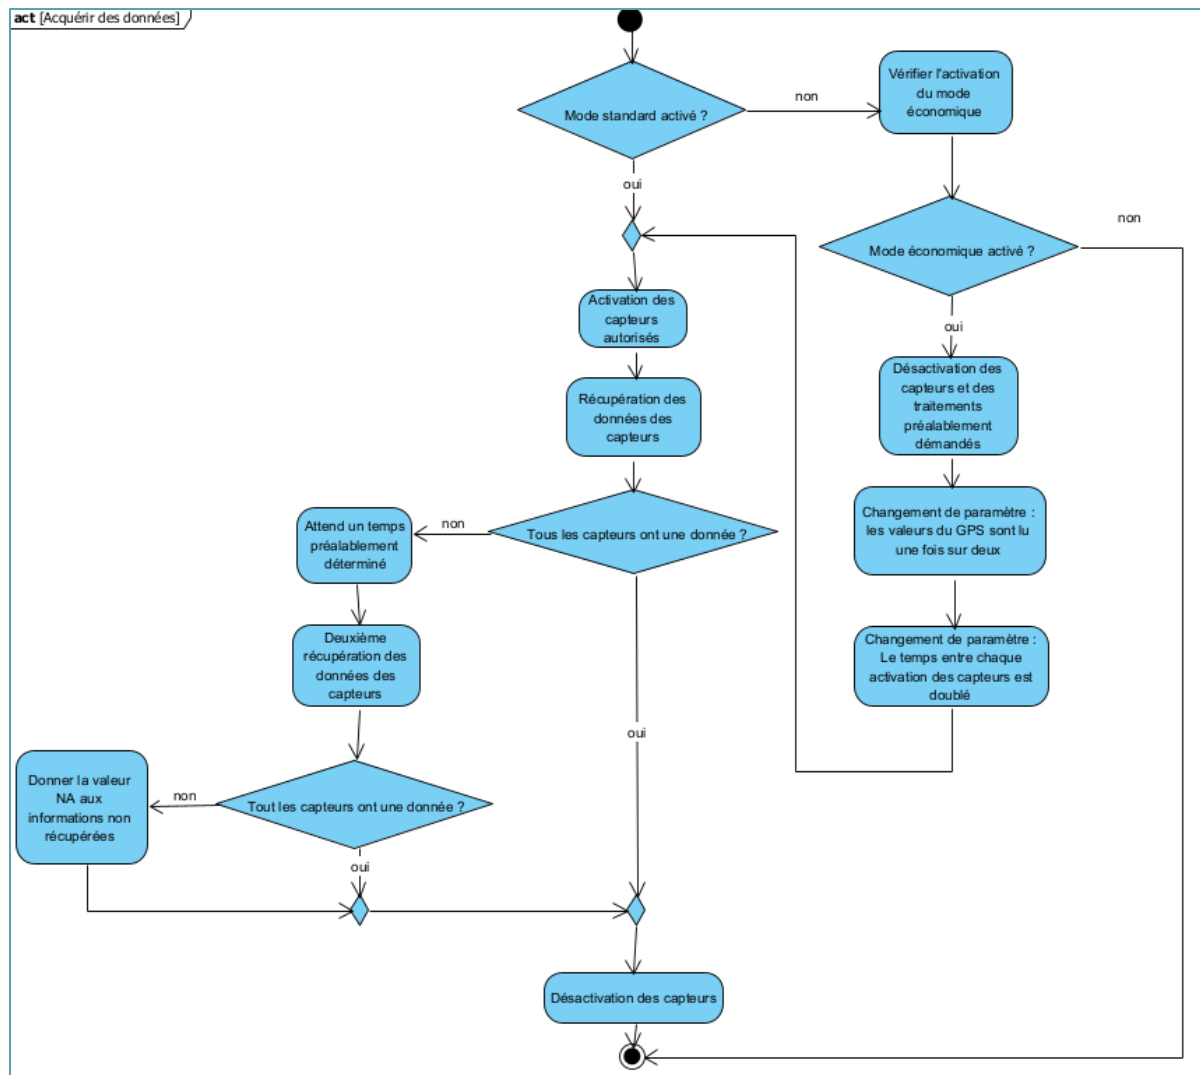 act [Acquérir des données]
Mode standard activé ?
non
Vérifier l'activation
du mode
économique
oui
Mode économique activé ?
non
oui
Activation des
capteurs
autorisés
Récupération des
données des
capteurs
Désactivation des
capteurs et des
traitements
préalablement
démandés
Changement de paramètre :
les valeurs du GPS sont lu
une fois sur deux
Changement de paramètre :
Le temps entre chaque
activation des capteurs est
doublé
Tous les capteurs ont une donnée ?
non
Attend un temps
préalablement
déterminé
Deuxième
récupération des
données des
capteurs
oui
Tout les capteurs ont une donnée ?
non
Donner la valeur
NA aux
informations non
récupérées
oui
Désactivation des capteurs